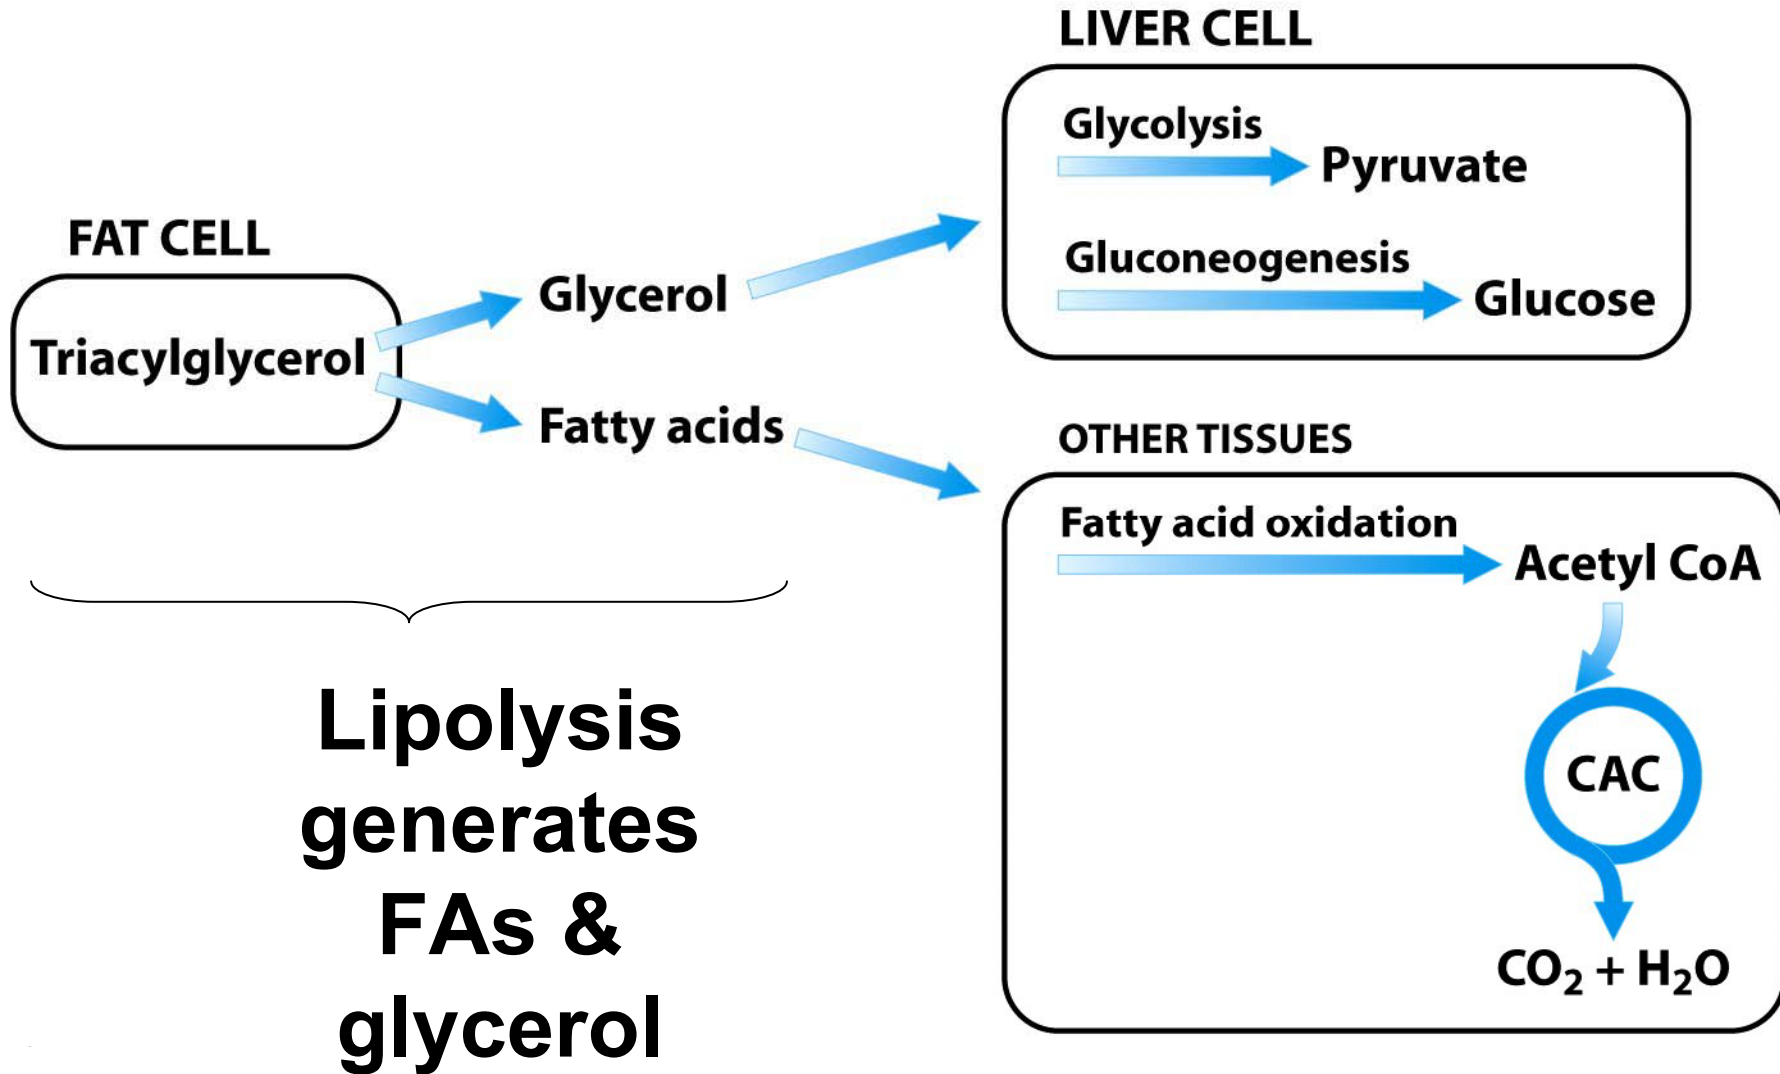 LIVER CELL
Glycolysis
Pyruvate
Gluconeogenesis
Glucose
FAT CELL
Triacylglycerol
Glycerol
Fatty acids
OTHER TISSUES
Fatty acid oxidation
Acetyl CoA
CAC
CO₂ + H₂O
Lipolysis
generates
FAs &
glycerol